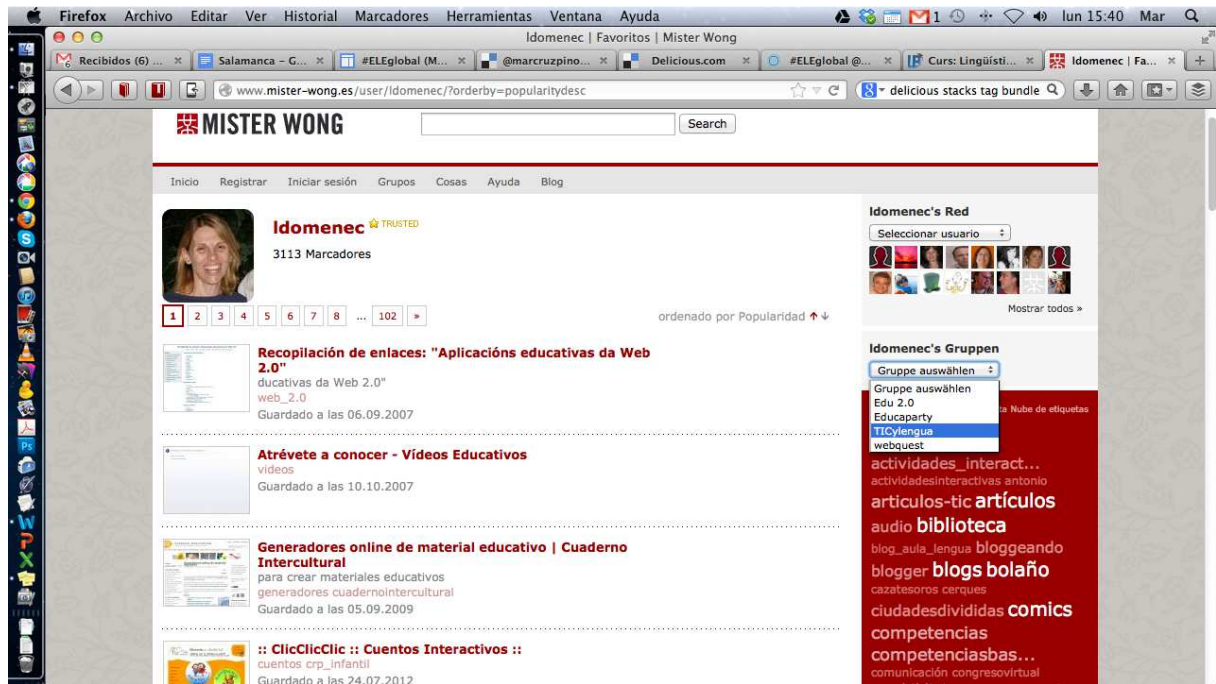 Firefox Archivo Editar Ver Historial Marcadores Herramientas Ventana Ayuda 1 lun 15:40 Mar
Idomenec | Favoritos | Mister Wong
Recibidos (6) ... × Salamanca – G... × #ELEglobal (M... × @marcruzpino... × Delicious.com × #ELEglobal @... × Curs: Lingüísti... × Idomenec | Fa... × +
www.mister-wong.es/user/Idomenec/?orderby=popularitydesc delicious stacks tag bundle
MISTER WONG Search
Inicio Registrar Iniciar sesión Grupos Cosas Ayuda Blog
Idomenec TRUSTED
3113 Marcadores
1 2 3 4 5 6 7 8 ... 102 »
ordenado por Popularidad
Recopilación de enlaces: "Aplicacións educativas da Web
2.0"
ducativas da Web 2.0"
web_2.0
Guardado a las 06.09.2007
Atrévete a conocer - Vídeos Educativos
videos
Guardado a las 10.10.2007
Generadores online de material educativo | Cuaderno
Intercultural
para crear materiales educativos
generadores cuadernointercultural
Guardado a las 05.09.2009
:: ClicClicClic :: Cuentos Interactivos ::
cuentos crp_infantil
Guardado a las 24.07.2012
Idomenec's Red
Seleccionar usuario
Mostrar todos »
Idomenec's Gruppen
Gruppe auswählen
Gruppe auswählen
Edu 2.0
Educaparty
TICylengua
webquest
ta Nube de etiquetas
actividades_interact...
actividadesinteractivas antonio
articulos-tic artículos
audio biblioteca
blog_aula_lengua bloggeando
blogger blogs bolaño
cazatesoros cerques
ciudadesdivididas comics
competencias
competenciasbas...
comunicación congresovirtual